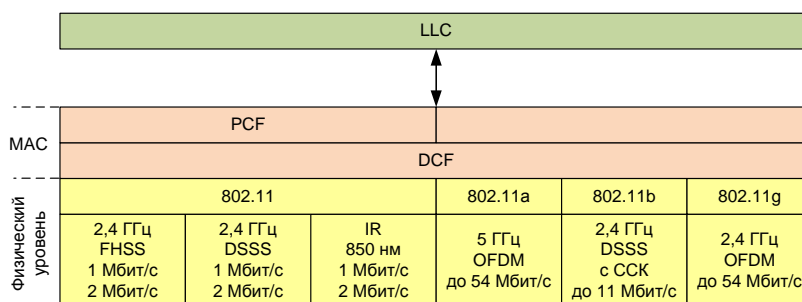 LLC
MAC
PCF
DCF
Физический
уровень
802.11
802.11a
802.11b
802.11g
2,4 ГГц
FHSS
1 Мбит/с
2 Мбит/с
2,4 ГГц
DSSS
1 Мбит/с
2 Мбит/с
IR
850 нм
1 Мбит/с
2 Мбит/с
5 ГГц
OFDM
до 54 Мбит/с
2,4 ГГц
DSSS
с ССК
до 11 Мбит/с
2,4 ГГц
OFDM
до 54 Мбит/с